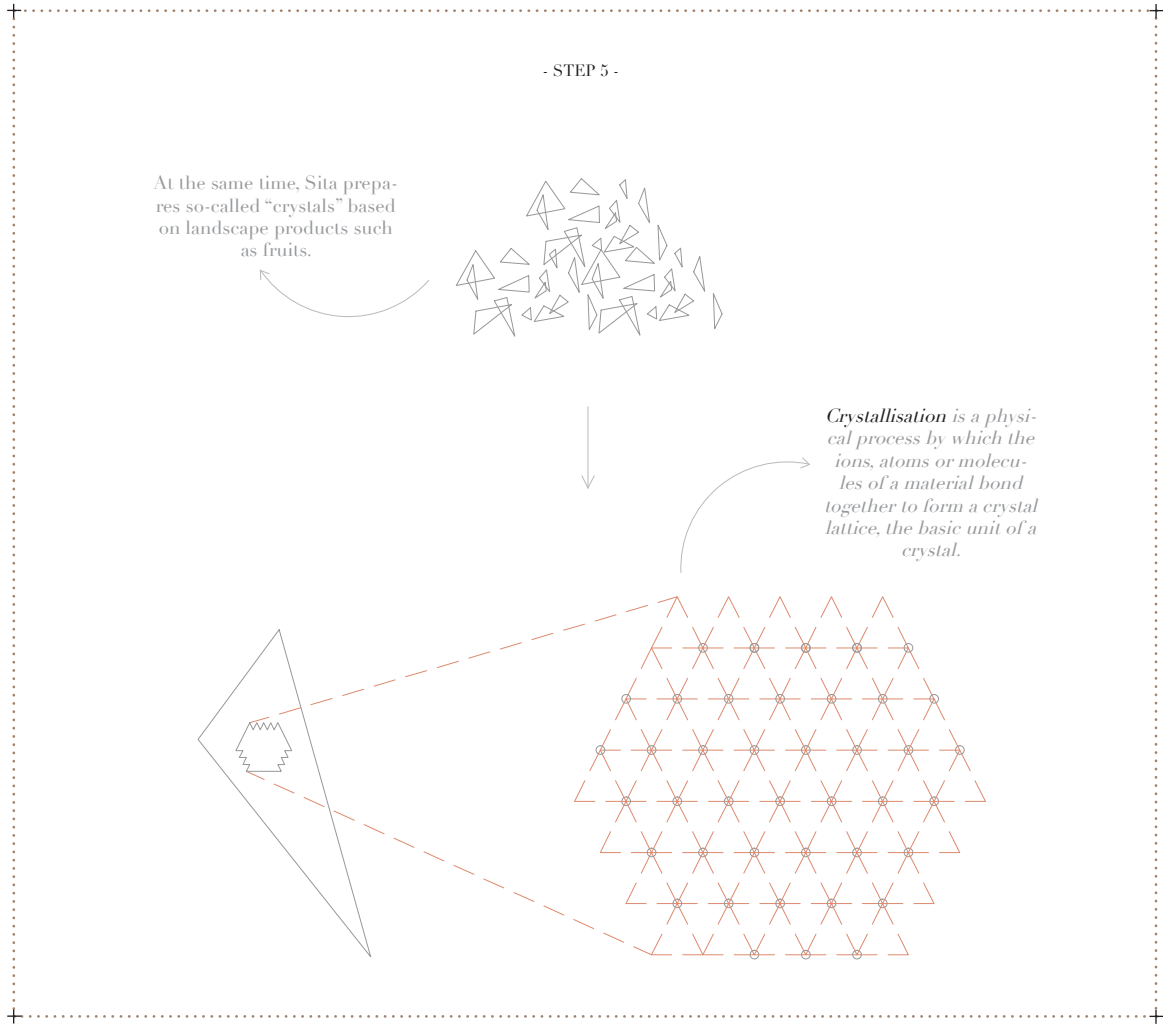 - STEP 5 -
At the same time, Sita prepa-
res so-called “crystals” based
on landscape products such
as fruits.
Crystallisation is a physi-
cal process by which the
ions, atoms or molecu-
les of a material bond
together to form a crystal
lattice, the basic unit of a
crystal.